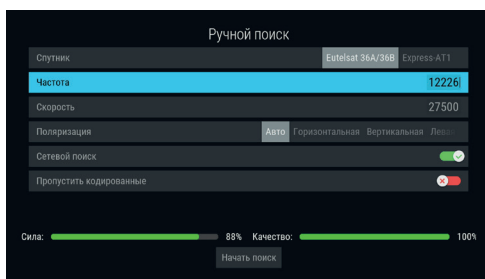 Ручной поиск
Спутник Eutelsat 36A/36B Express-AT1
Частота 12226
Скорость 27500
Поляризация Авто Горизонтальная Вертикальная Левая
Сетевой поиск
Пропустить кодированные
Сила: 88% Качество: 100%
Начать поиск